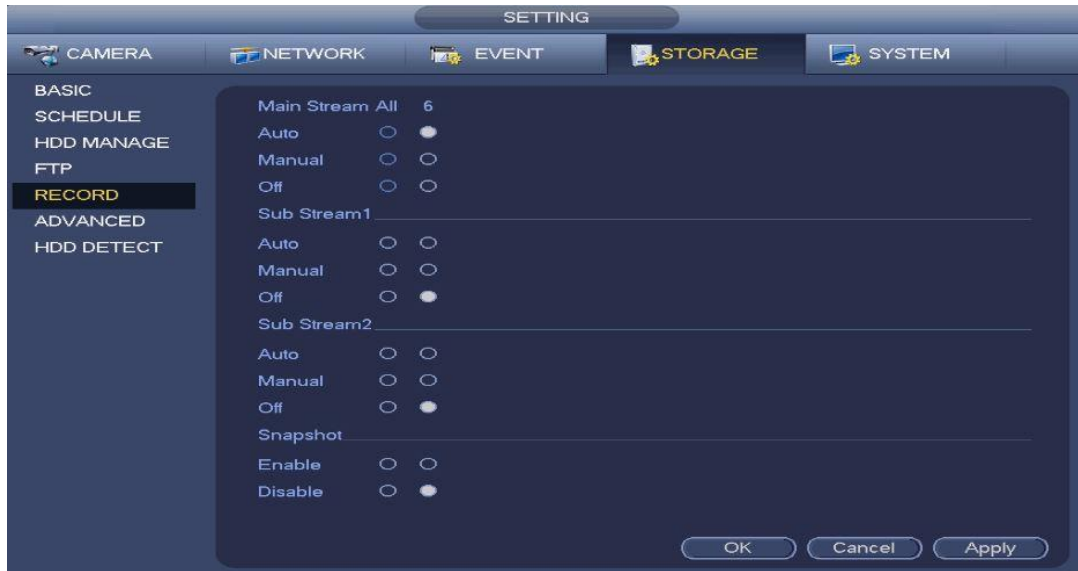 SETTING
CAMERA NETWORK EVENT STORAGE SYSTEM
BASIC
SCHEDULE
HDD MANAGE
FTP
RECORD
ADVANCED
HDD DETECT
Main Stream All 6
Auto
Manual
Off
Sub Stream1
Auto
Manual
Off
Sub Stream2
Auto
Manual
Off
Snapshot
Enable
Disable
OK Cancel Apply